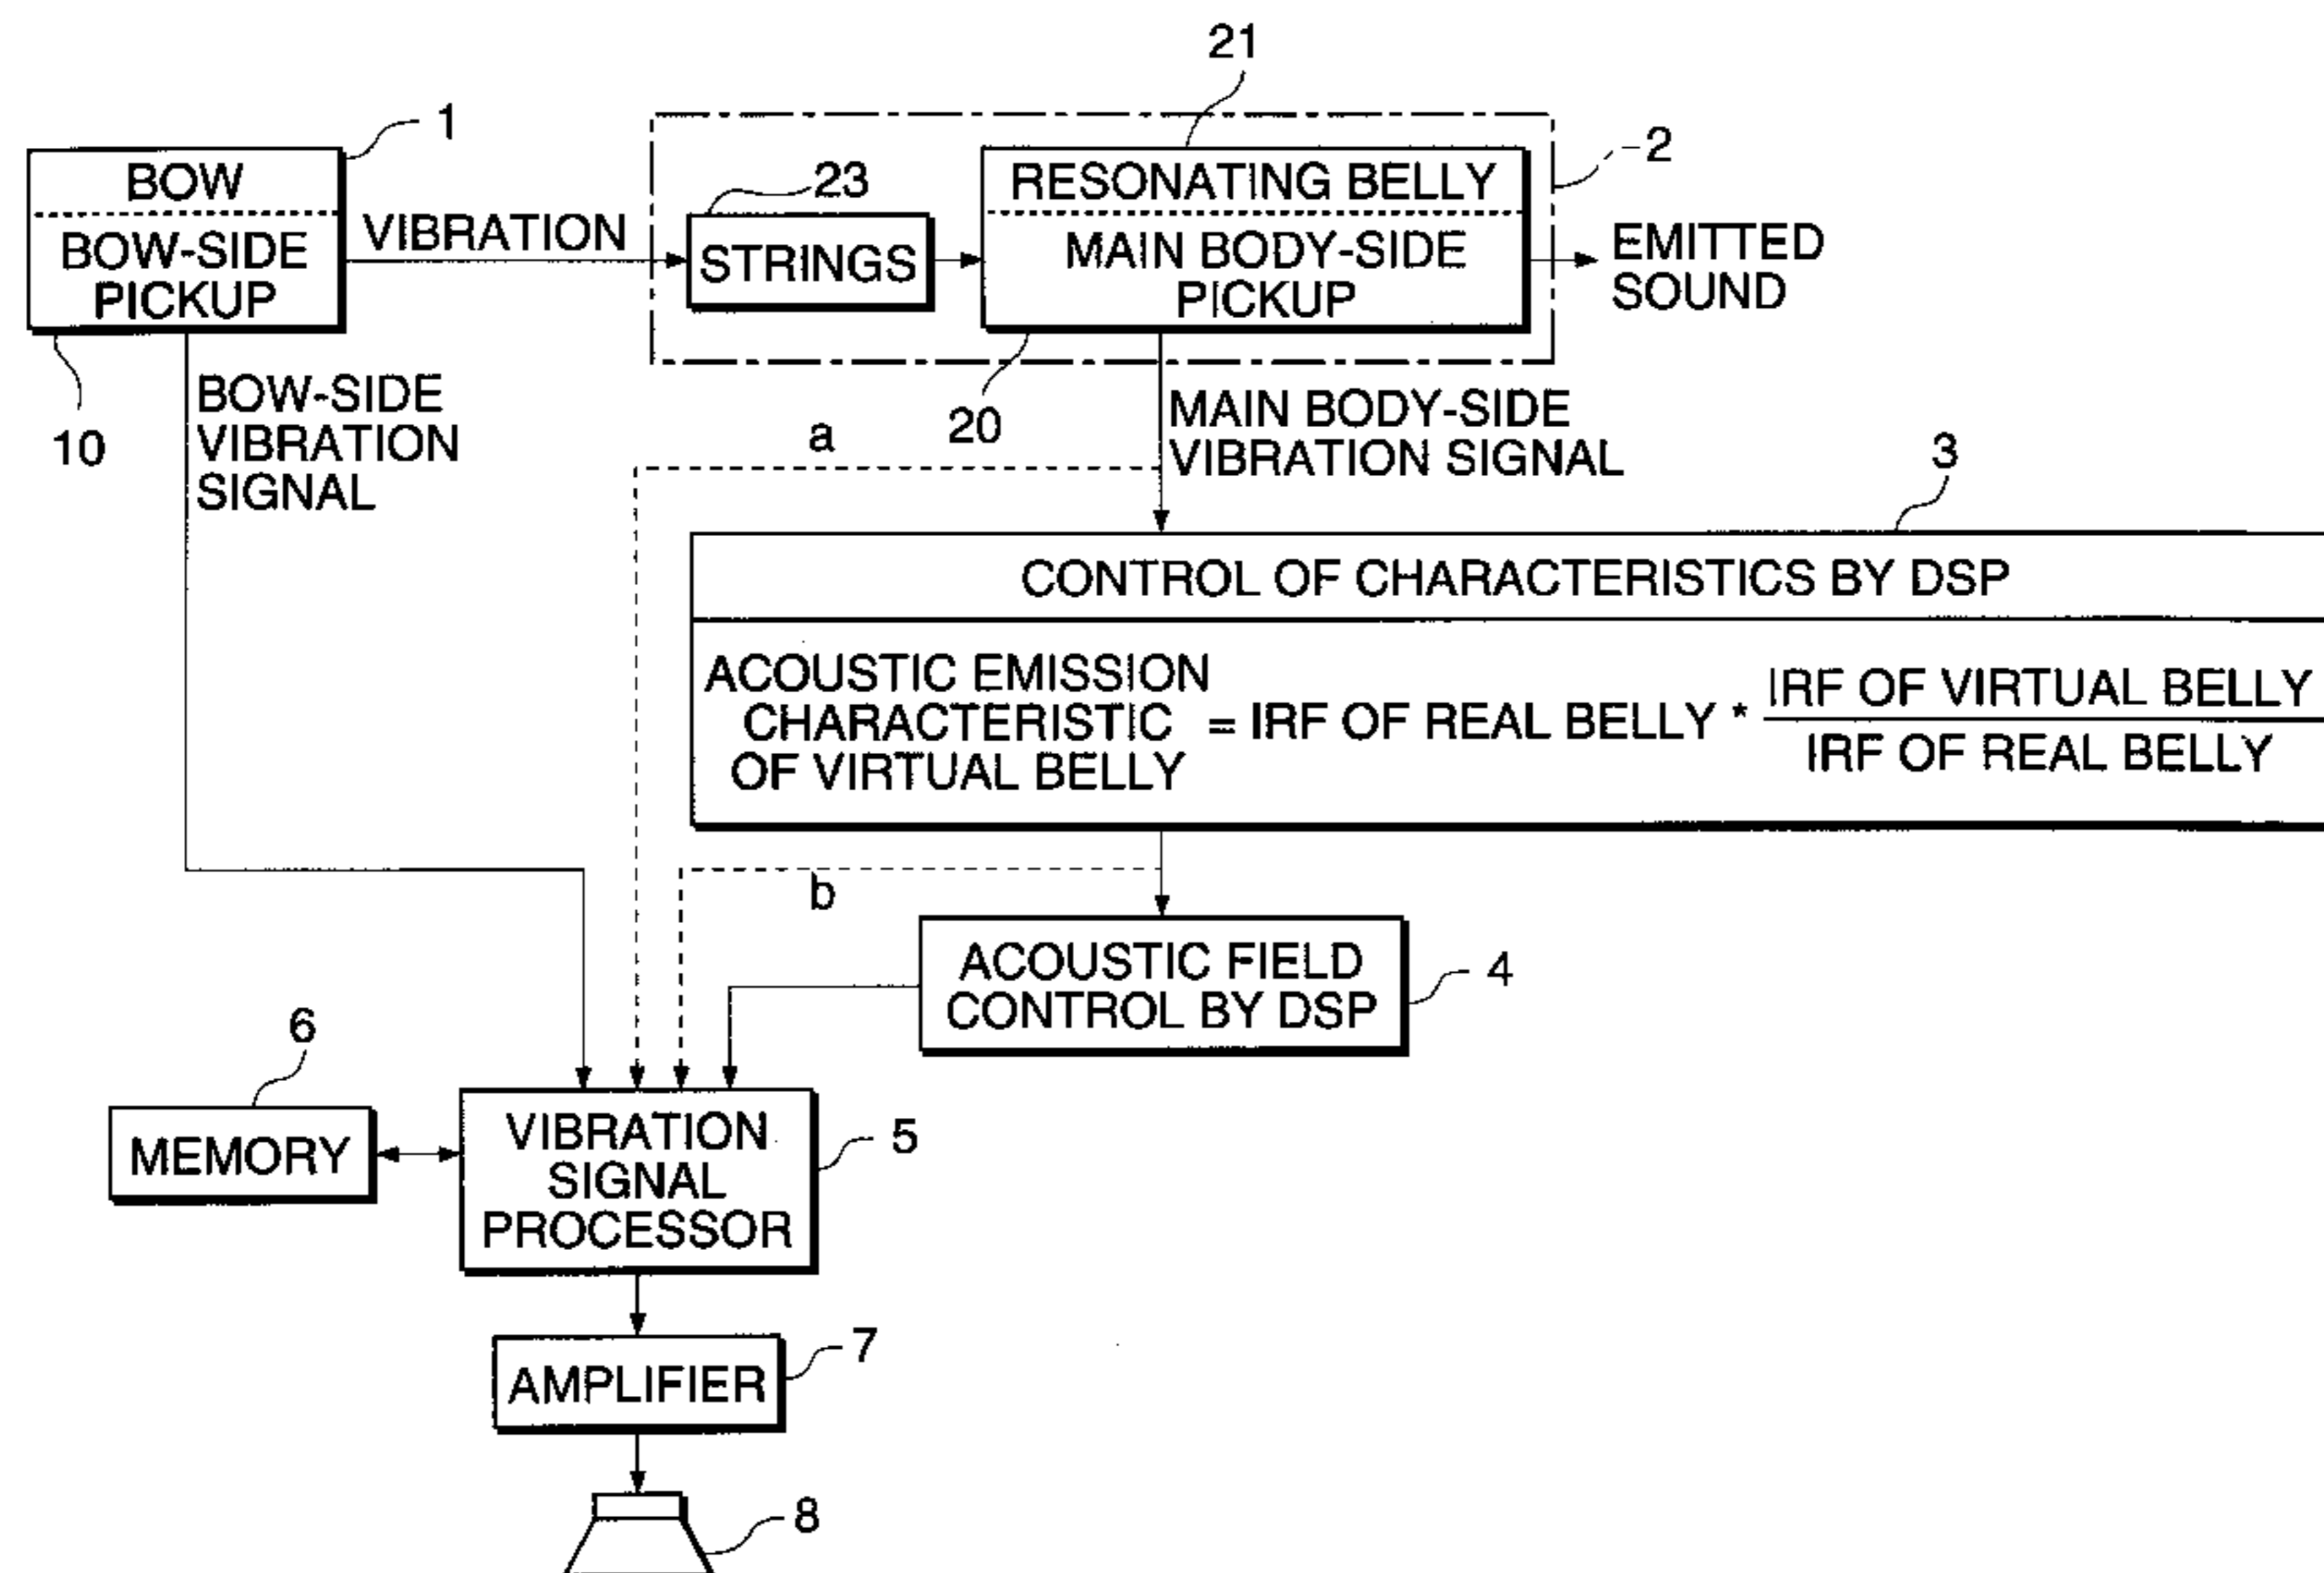 21
1
2
BOW
BOW-SIDE
PICKUP
VIBRATION
23
STRINGS
RESONATING BELLY
MAIN BODY-SIDE
PICKUP
EMITTED
SOUND
10
BOW-SIDE
VIBRATION
SIGNAL
a
20
MAIN BODY-SIDE
VIBRATION SIGNAL
3
CONTROL OF CHARACTERISTICS BY DSP
ACOUSTIC EMISSION
CHARACTERISTIC
OF VIRTUAL BELLY
= IRF OF REAL BELLY *
IRF OF VIRTUAL BELLY
IRF OF REAL BELLY
b
ACOUSTIC FIELD
CONTROL BY DSP
4
6
MEMORY
VIBRATION
SIGNAL
PROCESSOR
5
AMPLIFIER
7
8